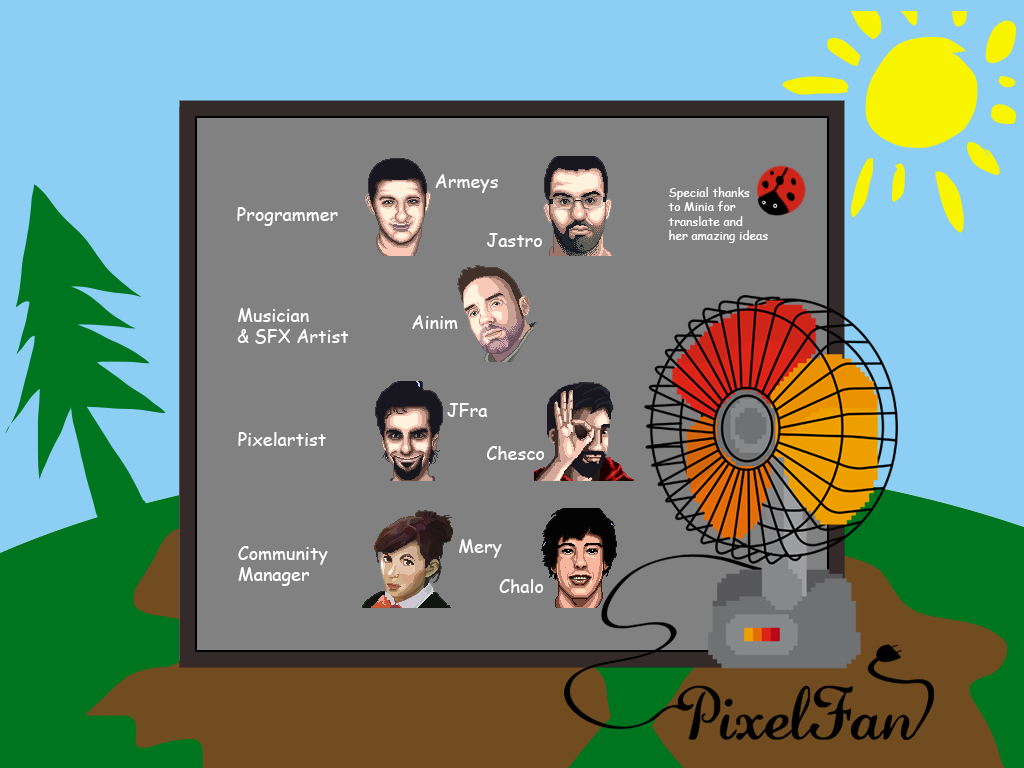 Programmer
Armeys
Jastro
Special thanks
to Minia for
translate and
her amazing ideas
Musician
& SFX Artist
Ainim
Pixelartist
JFra
Chesco
Community
Manager
Mery
Chalo
PixelFan